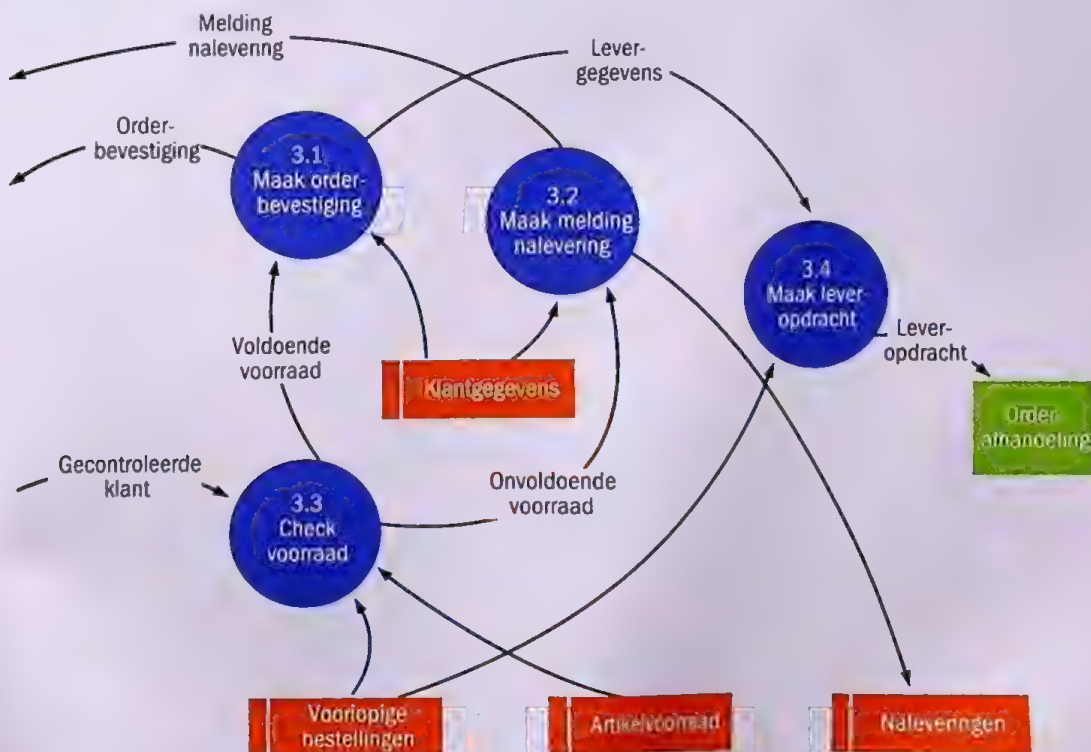 Melding
nalevering
Lever-
gegevens
Order-
bevestiging
3.1
Maak order-
bevestiging
3.2
Maak melding
nalevering
3.4
Maak lever-
opdracht
Lever-
opdracht
Voldoende
voorraad
Klantgegevens
Order-
afhandeling
Gecontroleerde
klant
Onvoldoende
voorraad
3.3
Check
voorraad
Voorlopige
bestellingen
Artikelvoorraad
Naleveringen